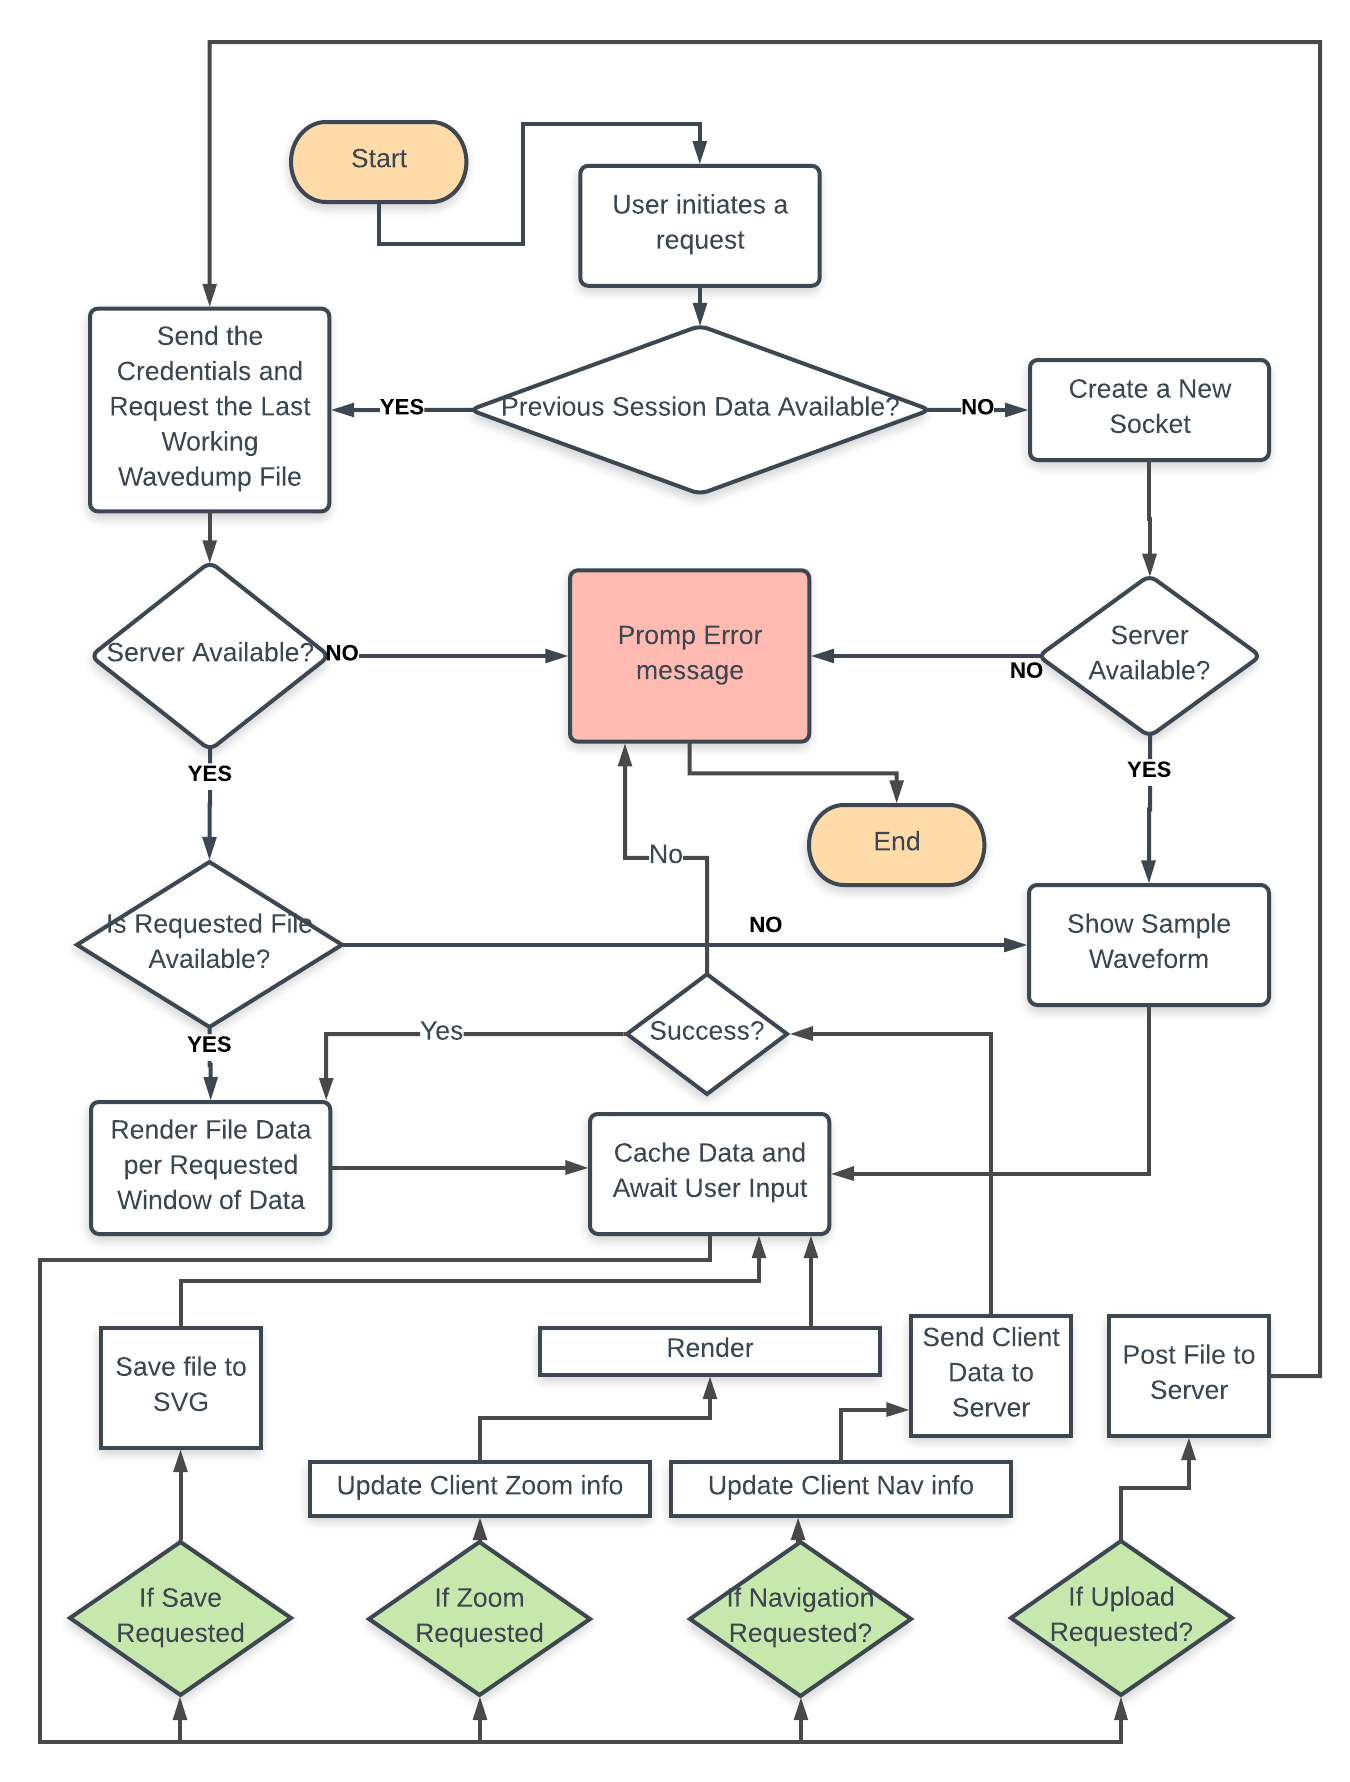 Start
User initiates a
request
Send the
Credentials and
Request the Last
Working
Wavedump File
YES
Previous Session Data Available?
NO
Create a New
Socket
Server Available?
NO
Promp Error
message
NO
Server
Available?
YES
YES
End
No
Is Requested File
Available?
NO
Show Sample
Waveform
YES
Yes
Success?
Render File Data
per Requested
Window of Data
Cache Data and
Await User Input
Save file to
SVG
Render
Send Client
Data to
Server
Post File to
Server
Update Client Zoom info
Update Client Nav info
If Save
Requested
If Zoom
Requested
If Navigation
Requested?
If Upload
Requested?